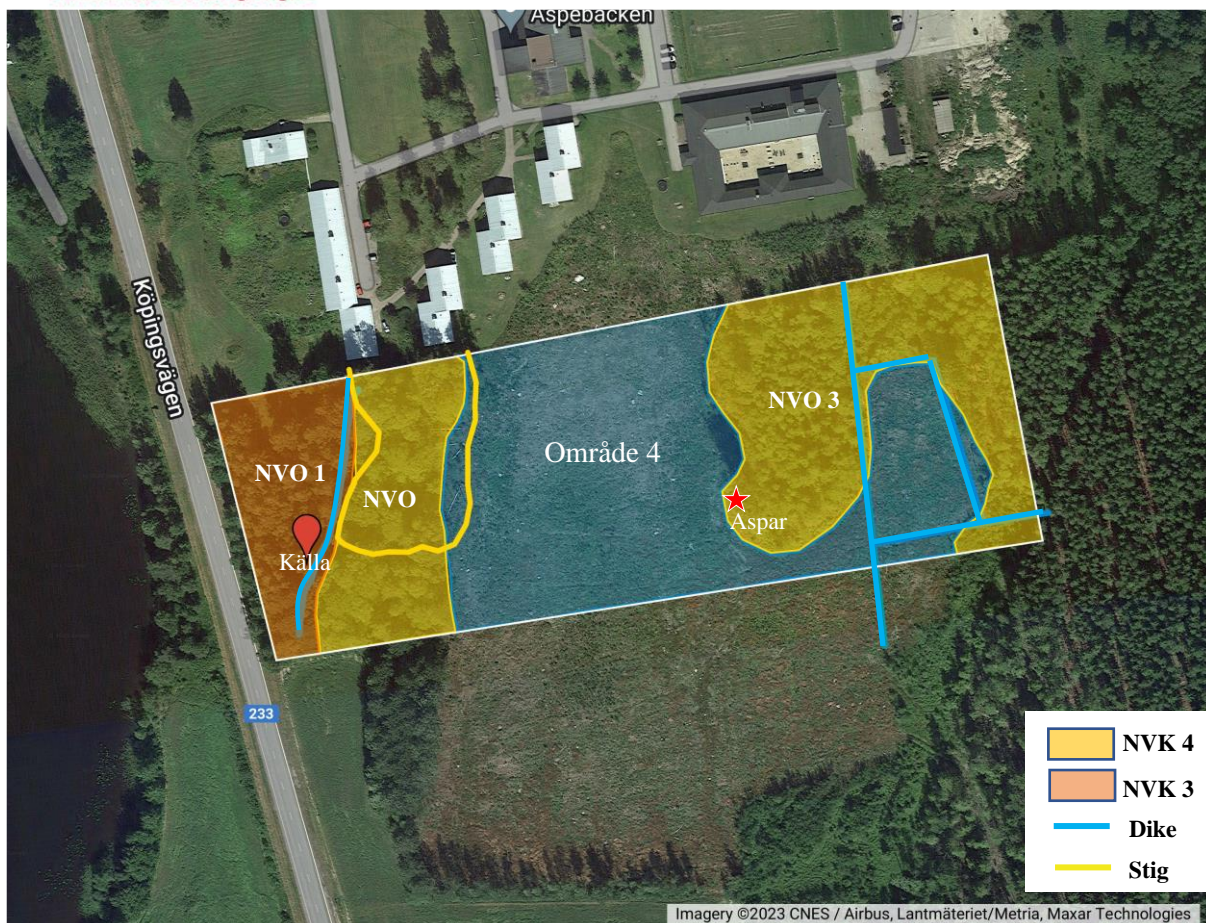 Aspebacken
Köpingsvägen
NVO 3
Område 4
NVO 1
NVO
Aspar
Källa
233
NVK 4
NVK 3
Dike
Stig
Imagery ©2023 CNES / Airbus, Lantmäteriet/Metria, Maxar Technologies